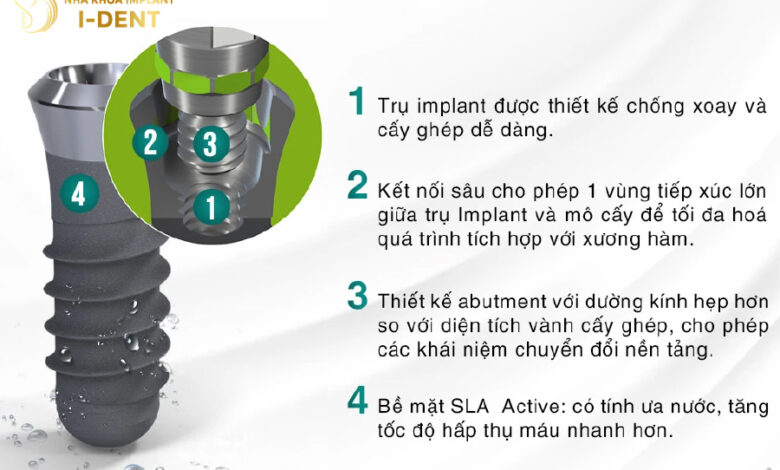 NHA KHOA IMPLANT
I-DENT
1 Trụ implant được thiết kế chống xoay và
cấy ghép dễ dàng.
2 Kết nối sâu cho phép 1 vùng tiếp xúc lớn
giữa trụ Implant và mô cấy để tối đa hoá
quá trình tích hợp với xương hàm.
3 Thiết kế abutment với dường kính hẹp hơn
so với diện tích vành cấy ghép, cho phép
các khái niệm chuyển đổi nền tảng.
4 Bề mặt SLA Active: có tính ưa nước, tăng
tốc độ hấp thụ máu nhanh hơn.
2
3
1
4